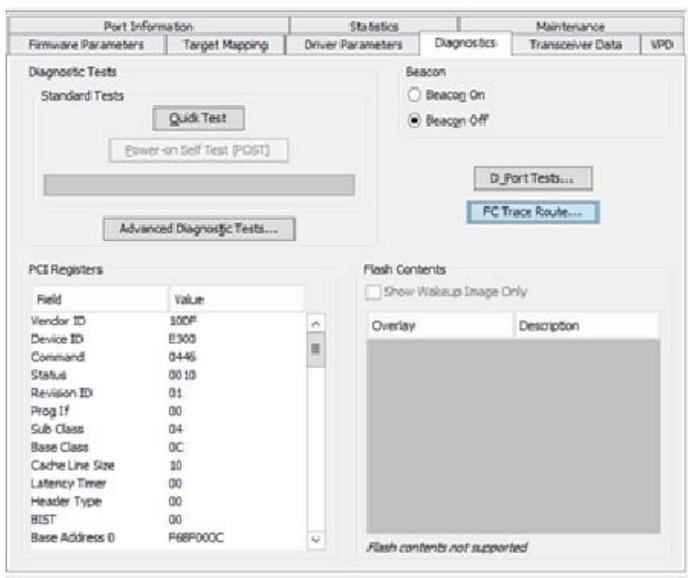 Port Information Statistics Maintenance
Firmware Parameters Target Mapping Driver Parameters Diagnostics Transceiver Data VPD
Diagnostic Tests
Standard Tests
Quick Test
Power-on Self Test (POST)
Advanced Diagnostic Tests...
Beacon
Beacon On
Beacon Off
D_Port Tests...
FC Trace Route...
PCI Registers
Field Value
Vendor ID 10DF
Device ID E300
Command 0446
Status 0010
Revision ID 01
Prog If 00
Sub Class 04
Base Class 0C
Cache Line Size 10
Latency Timer 00
Header Type 00
BIST 00
Base Address 0 F68F000C
Flash Contents
Show Wakeup Image Only
Overlay Description
Flash contents not supported